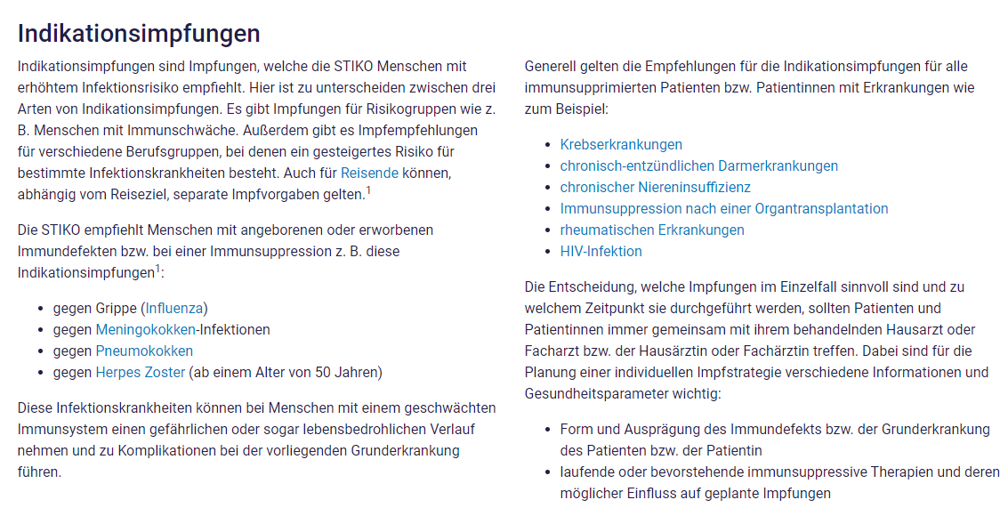 Indikationsimpfungen
Indikationsimpfungen sind Impfungen, welche die STIKO Menschen mit
erhöhtem Infektionsrisiko empfiehlt. Hier ist zu unterscheiden zwischen drei
Arten von Indikationsimpfungen. Es gibt Impfungen für Risikogruppen wie z.
B. Menschen mit Immunschwäche. Außerdem gibt es Impfempfehlungen
für verschiedene Berufsgruppen, bei denen ein gesteigertes Risiko für
bestimmte Infektionskrankheiten besteht. Auch für Reisende können,
abhängig vom Reiseziel, separate Impfvorgaben gelten.1
Die STIKO empfiehlt Menschen mit angeborenen oder erworbenen
Immundefekten bzw. bei einer Immunsuppression z. B. diese
Indikationsimpfungen1:
• gegen Grippe (Influenza)
• gegen Meningokokken-Infektionen
• gegen Pneumokokken
• gegen Herpes Zoster (ab einem Alter von 50 Jahren)
Diese Infektionskrankheiten können bei Menschen mit einem geschwächten
Immunsystem einen gefährlichen oder sogar lebensbedrohlichen Verlauf
nehmen und zu Komplikationen bei der vorliegenden Grunderkrankung
führen.
Generell gelten die Empfehlungen für die Indikationsimpfungen für alle
immunsupprimierten Patienten bzw. Patientinnen mit Erkrankungen wie
zum Beispiel:
• Krebserkrankungen
• chronisch-entzündlichen Darmerkrankungen
• chronischer Niereninsuffizienz
• Immunsuppression nach einer Organtransplantation
• rheumatischen Erkrankungen
• HIV-Infektion
Die Entscheidung, welche Impfungen im Einzelfall sinnvoll sind und zu
welchem Zeitpunkt sie durchgeführt werden, sollten Patienten und
Patientinnen immer gemeinsam mit ihrem behandelnden Hausarzt oder
Facharzt bzw. der Hausärztin oder Fachärztin treffen. Dabei sind für die
Planung einer individuellen Impfstrategie verschiedene Informationen und
Gesundheitsparameter wichtig:
• Form und Ausprägung des Immundefekts bzw. der Grunderkrankung
des Patienten bzw. der Patientin
• laufende oder bevorstehende immunsuppressive Therapien und deren
möglicher Einfluss auf geplante Impfungen